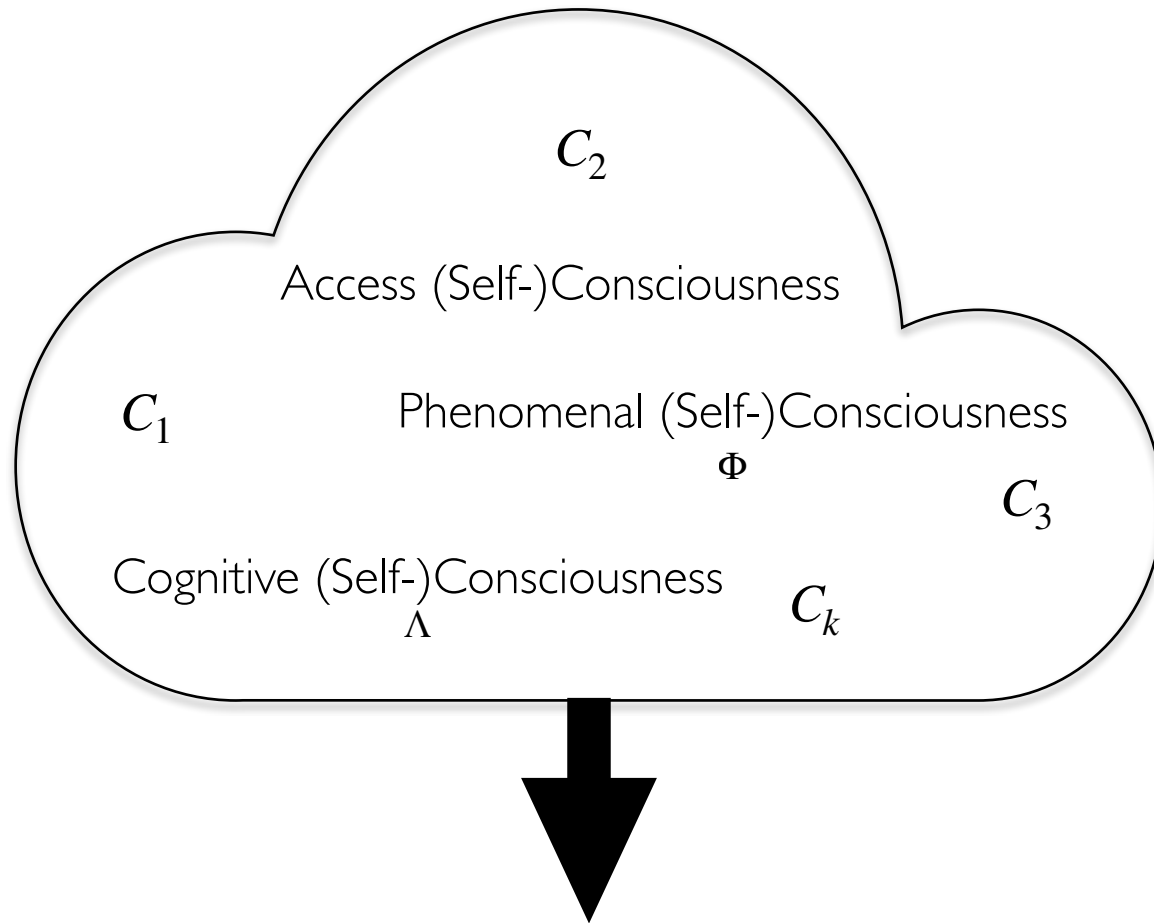 C₂
Access (Self-)Consciousness
C₁
Phenomenal (Self-)Consciousness
Φ
C₃
Cognitive (Self-)Consciousness
Λ
Cₖ